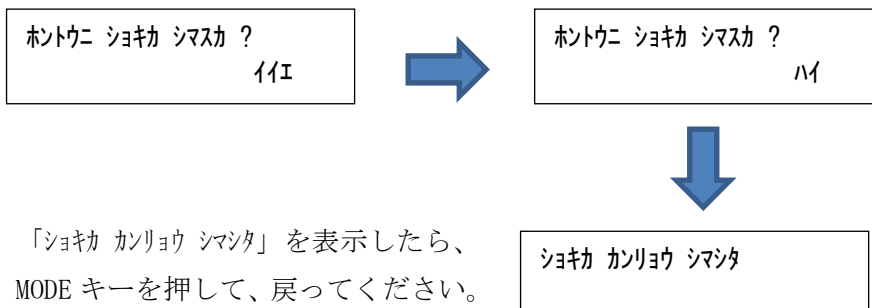 ﾎﾝﾄｳﾆ ｼｮｷｶ ｼﾏｽｶ ?
ｲｲｴ
ﾎﾝﾄｳﾆ ｼｮｷｶ ｼﾏｽｶ ?
ﾊｲ
「ｼｮｷｶ ｶﾝﾘｮｳ ｼﾏｼﾀ」を表示したら、
MODE キーを押して、戻ってください。
ｼｮｷｶ ｶﾝﾘｮｳ ｼﾏｼﾀ